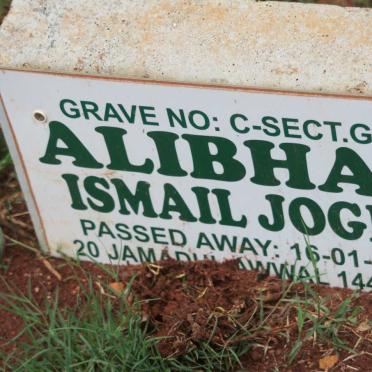 GRAVE NO: C-SECT.G
ALIBHA
ISMAIL JOG
PASSED AWAY: 16-01-
20 JAMADUL AWWAL 144